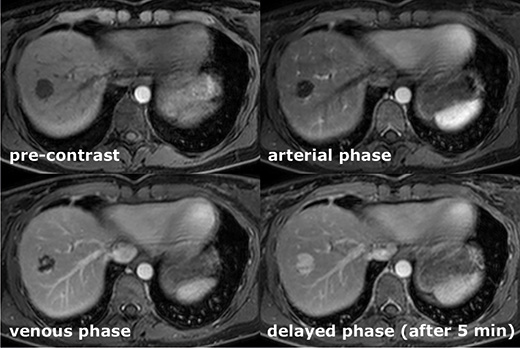 pre-contrast
arterial phase
venous phase
delayed phase (after 5 min)